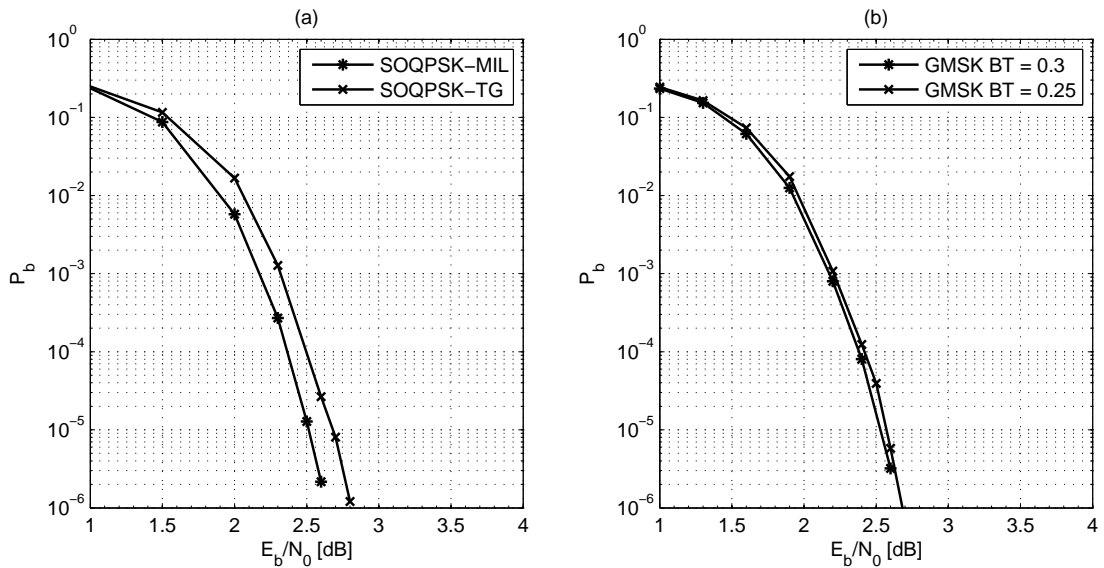 (a)
10^0
10^−1
10^−2
10^−3
10^−4
10^−5
10^−6
P_b
1
1.5
2
2.5
3
3.5
4
E_b/N_0 [dB]
SOQPSK−MIL
SOQPSK−TG
(b)
10^0
10^−1
10^−2
10^−3
10^−4
10^−5
10^−6
P_b
1
1.5
2
2.5
3
3.5
4
E_b/N_0 [dB]
GMSK BT = 0.3
GMSK BT = 0.25